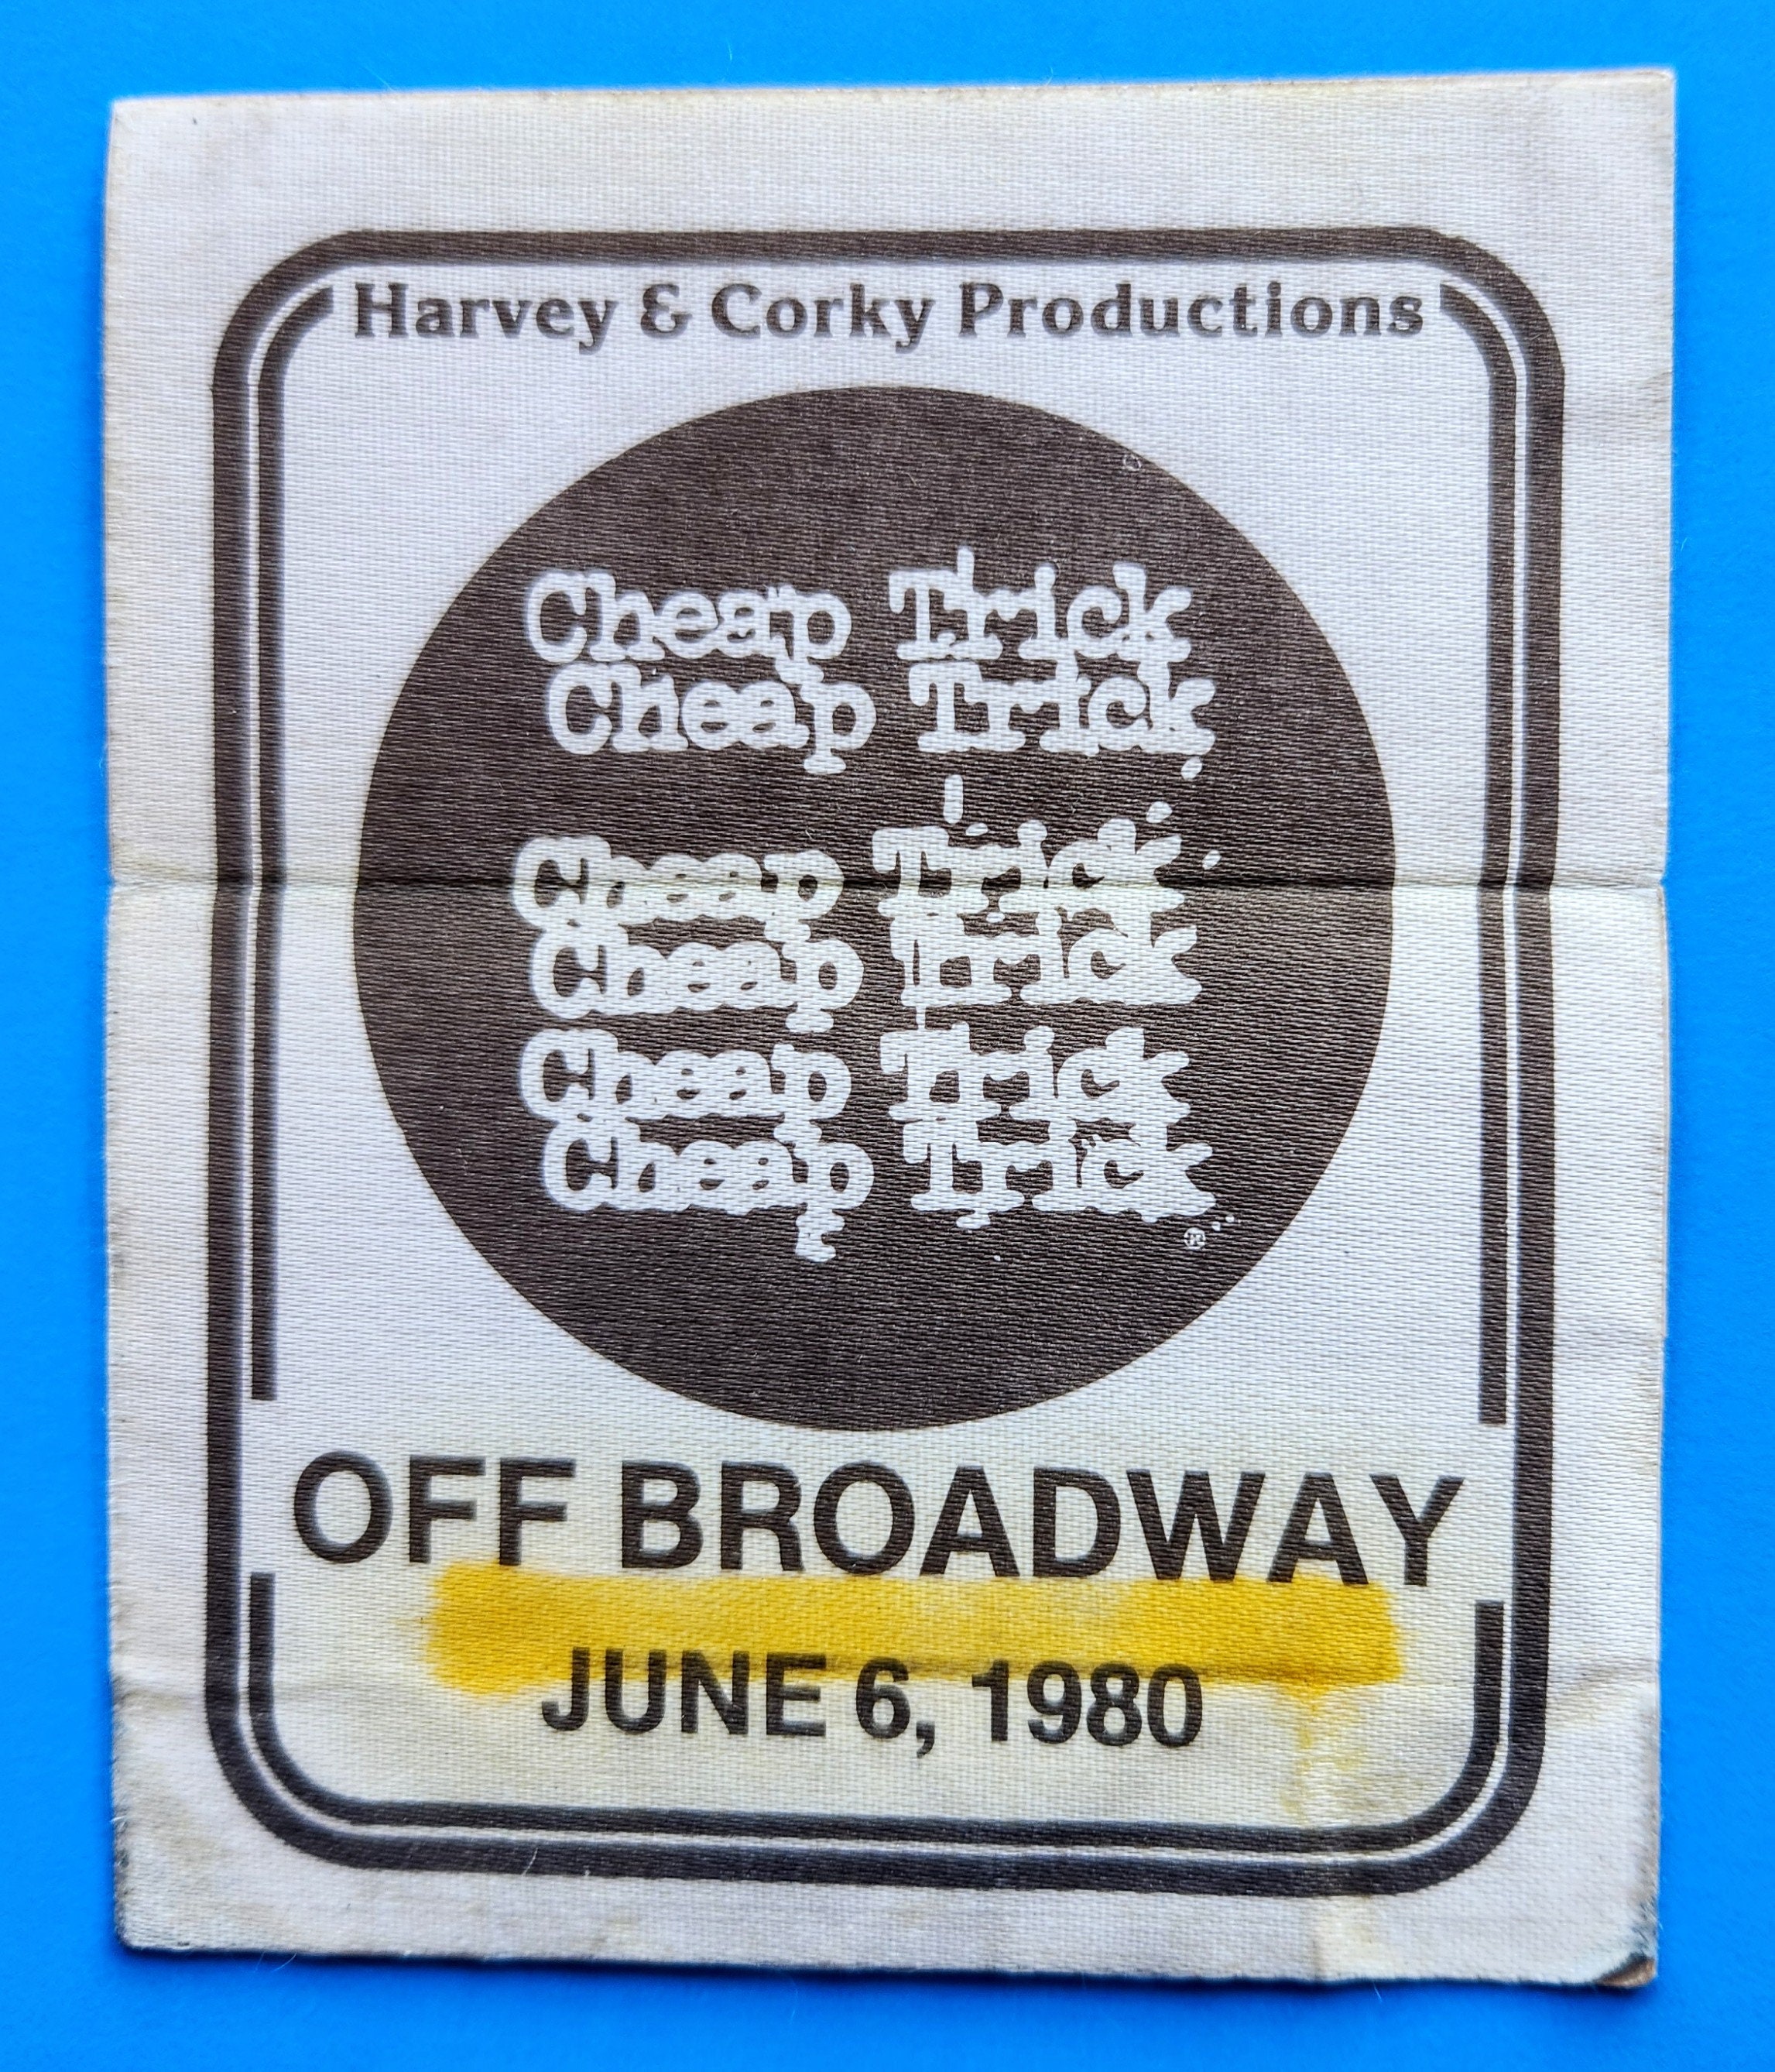 Harvey & Corky Productions
Cheap Trick
Cheap Trick
Cheap Trick
Cheap Trick
Cheap Trick
Cheap Trick
®
OFF BROADWAY
JUNE 6, 1980